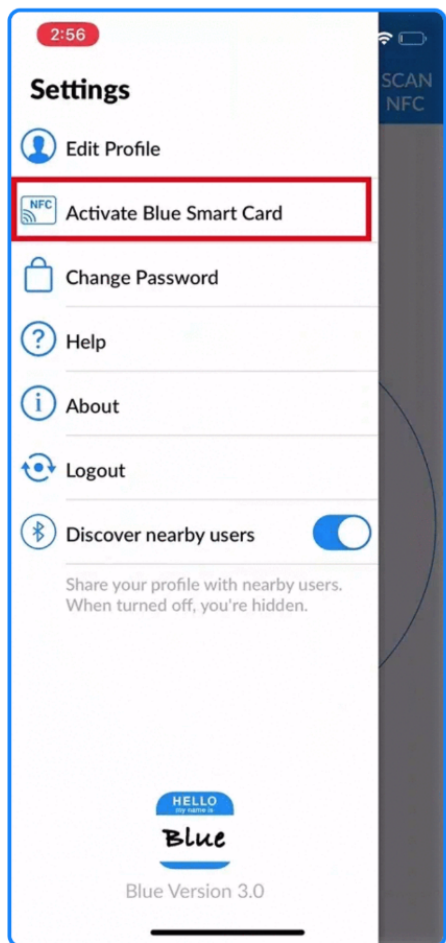 2:56
Settings
SCAN
NFC
Edit Profile
NFC
Activate Blue Smart Card
Change Password
? Help
i About
Logout
Discover nearby users
Share your profile with nearby users.
When turned off, you're hidden.
HELLO
my name is
Blue
Blue Version 3.0